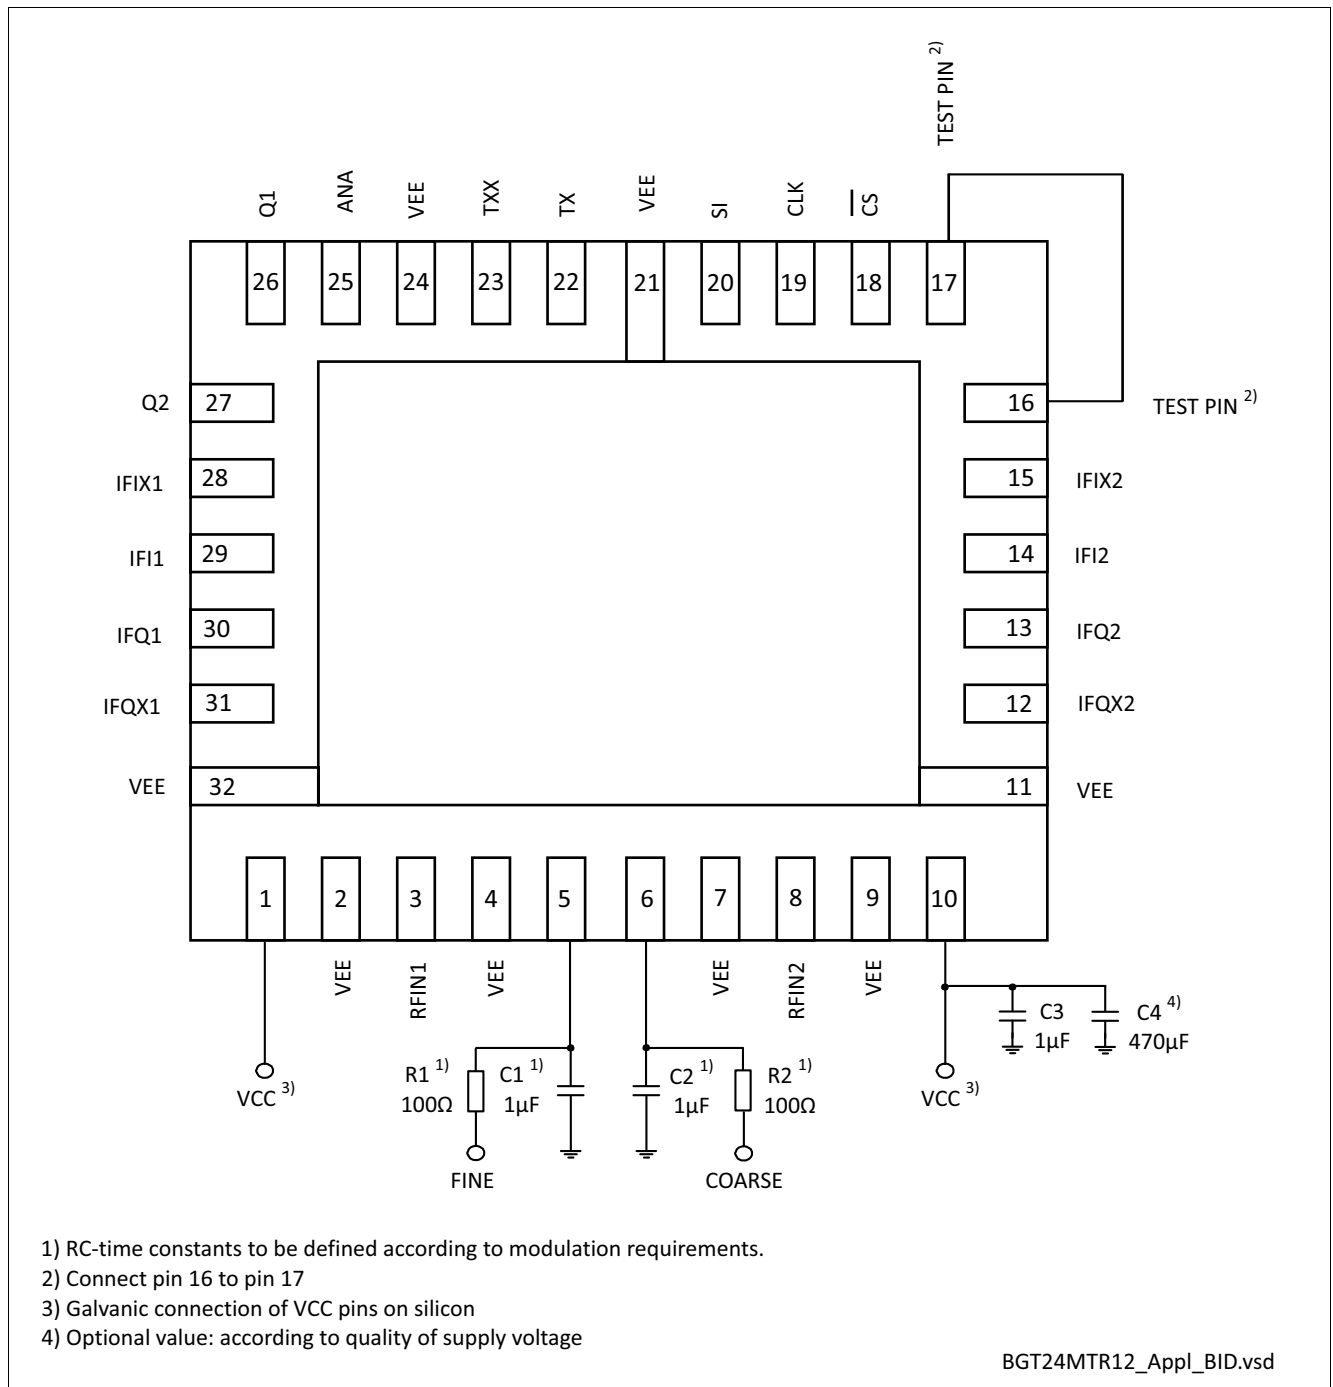 TEST PIN 2)
Q1
ANA
VEE
TXX
TX
VEE
SI
CLK
CS
26
25
24
23
22
21
20
19
18
17
Q2
27
16
TEST PIN 2)
IFIX1
28
15
IFIX2
IFI1
29
14
IFI2
IFQ1
30
13
IFQ2
IFQX1
31
12
IFQX2
VEE
32
11
VEE
1
2
3
4
5
6
7
8
9
10
VEE
RFIN1
VEE
VEE
RFIN2
VEE
C3
1µF
C4 4)
470µF
VCC 3)
R1 1)
100Ω
C1 1)
1µF
C2 1)
1µF
R2 1)
100Ω
VCC 3)
FINE
COARSE
1) RC-time constants to be defined according to modulation requirements.
2) Connect pin 16 to pin 17
3) Galvanic connection of VCC pins on silicon
4) Optional value: according to quality of supply voltage
BGT24MTR12_Appl_BID.vsd